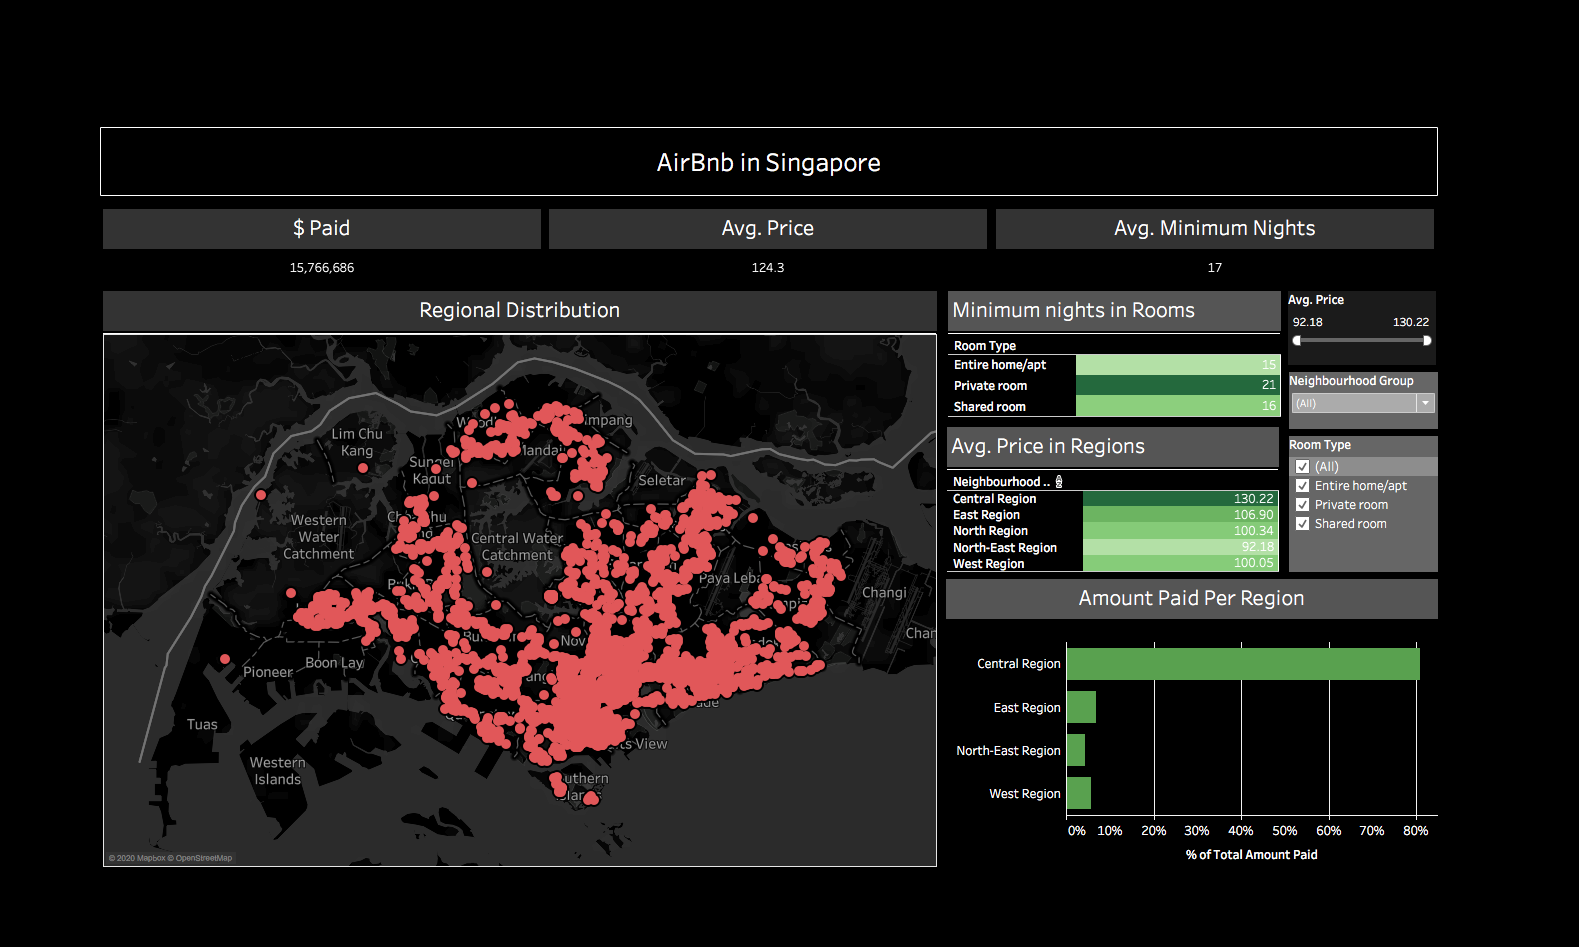 AirBnb in Singapore
$ Paid
Avg. Price
Avg. Minimum Nights
15,766,686
124.3
17
Regional Distribution
Lim Chu
Kang
Sungei
Kadut
Seletar
Western
Water
Catchment
Central Water
Catchment
Changi
Pioneer
Boon Lay
Tuas
Western
Islands
© 2020 Mapbox © OpenStreetMap
Minimum nights in Rooms
Room Type
Entire home/apt 15
Private room 21
Shared room 16
Avg. Price in Regions
Neighbourhood ..
Central Region 130.22
East Region 106.90
North Region 100.34
North-East Region 92.18
West Region 100.05
Avg. Price
92.18 130.22
Neighbourhood Group
(All)
Room Type
(All)
Entire home/apt
Private room
Shared room
Amount Paid Per Region
Central Region
East Region
North-East Region
West Region
0% 10% 20% 30% 40% 50% 60% 70% 80%
% of Total Amount Paid